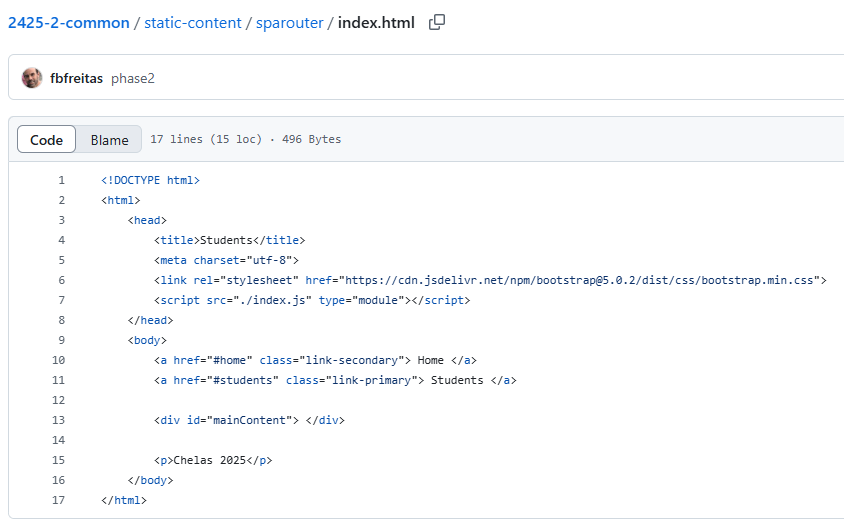 2425-2-common / static-content / sparouter / index.html
fbfreitas phase2
Code Blame 17 lines (15 loc) · 496 Bytes
1 <!DOCTYPE html>
2 <html>
3 <head>
4 <title>Students</title>
5 <meta charset="utf-8">
6 <link rel="stylesheet" href="https://cdn.jsdelivr.net/npm/bootstrap@5.0.2/dist/css/bootstrap.min.css">
7 <script src="./index.js" type="module"></script>
8 </head>
9 <body>
10 <a href="#home" class="link-secondary"> Home </a>
11 <a href="#students" class="link-primary"> Students </a>
12
13 <div id="mainContent"> </div>
14
15 <p>Chelas 2025</p>
16 </body>
17 </html>